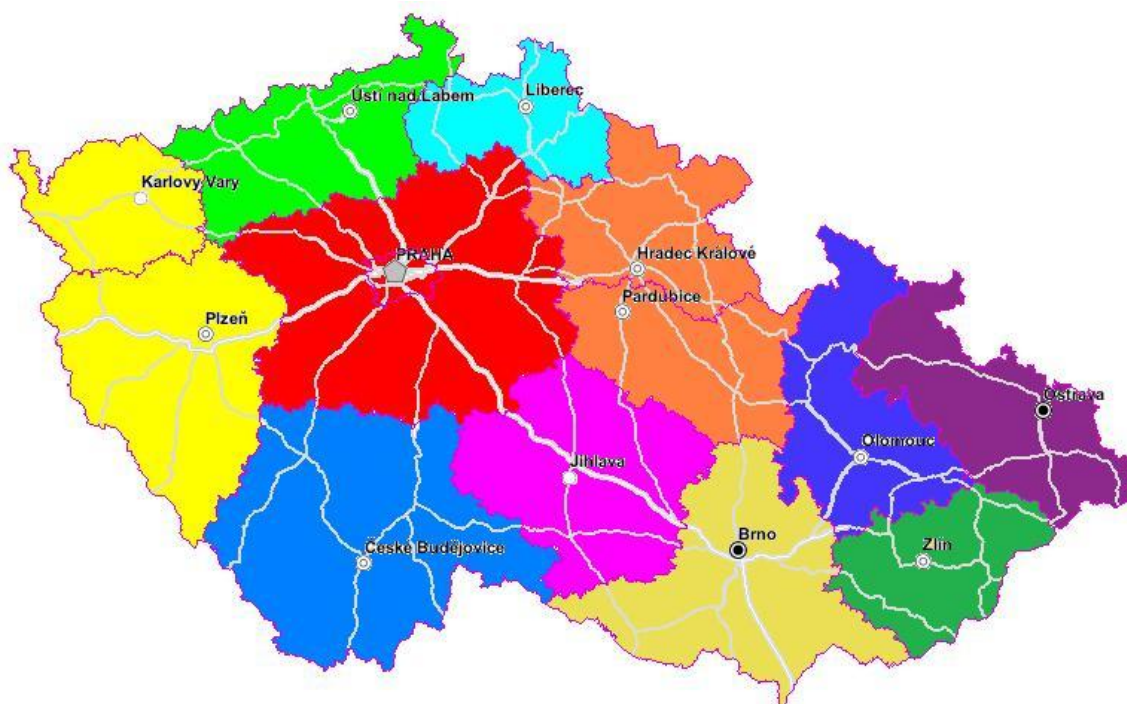 Liberec
Ústí nad Labem
Karlovy Vary
PRAHA
Hradec Králové
Pardubice
Plzeň
Ostrava
Olomouc
Jihlava
Brno
České Budějovice
Zlín